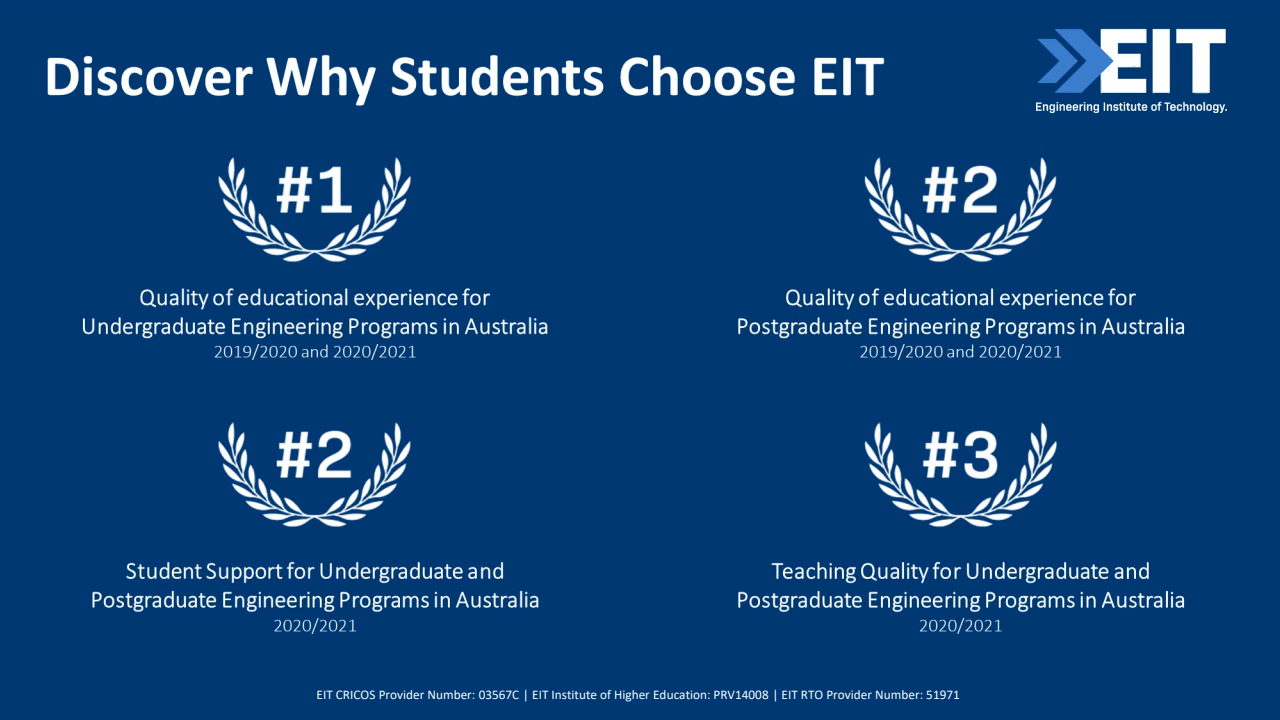 Discover Why Students Choose EIT
EIT
Engineering Institute of Technology.
#1
Quality of educational experience for
Undergraduate Engineering Programs in Australia
2019/2020 and 2020/2021
#2
Quality of educational experience for
Postgraduate Engineering Programs in Australia
2019/2020 and 2020/2021
#2
Student Support for Undergraduate and
Postgraduate Engineering Programs in Australia
2020/2021
#3
Teaching Quality for Undergraduate and
Postgraduate Engineering Programs in Australia
2020/2021
EIT CRICOS Provider Number: 03567C | EIT Institute of Higher Education: PRV14008 | EIT RTO Provider Number: 51971